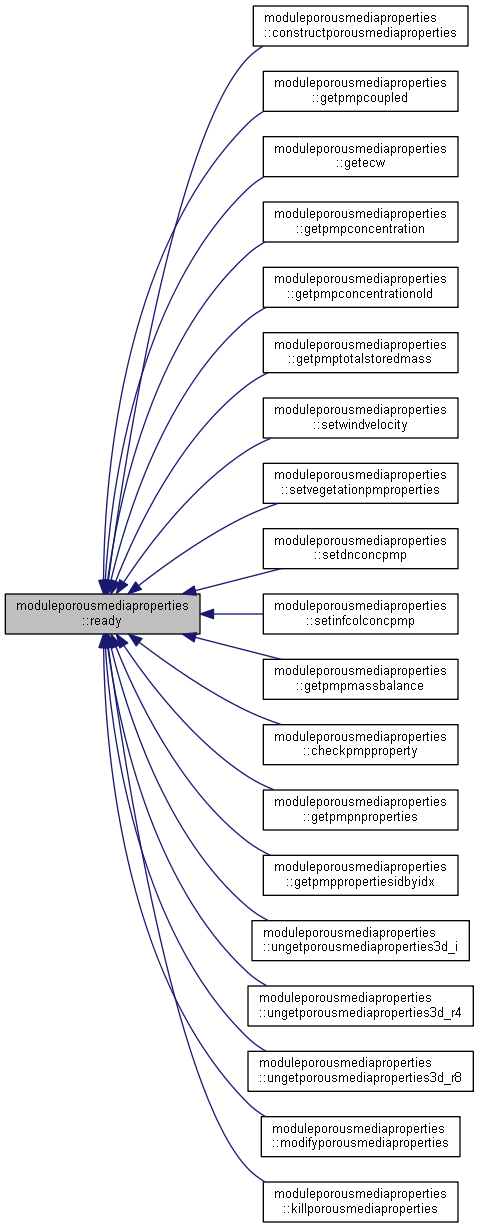 moduleporousmediaproperties
::constructporousmediaproperties
moduleporousmediaproperties
::getpmpcoupled
moduleporousmediaproperties
::getecw
moduleporousmediaproperties
::getpmpconcentration
moduleporousmediaproperties
::getpmpconcentrationold
moduleporousmediaproperties
::getpmptotalstoredmass
moduleporousmediaproperties
::setwindvelocity
moduleporousmediaproperties
::setvegetationpmproperties
moduleporousmediaproperties
::setdnconcpmp
moduleporousmediaproperties
::ready
moduleporousmediaproperties
::setinfcolconcpmp
moduleporousmediaproperties
::getpmpmassbalance
moduleporousmediaproperties
::checkpmpproperty
moduleporousmediaproperties
::getpmpnproperties
moduleporousmediaproperties
::getpmppropertiesidbyidx
moduleporousmediaproperties
::ungetporousmediaproperties3d_i
moduleporousmediaproperties
::ungetporousmediaproperties3d_r4
moduleporousmediaproperties
::ungetporousmediaproperties3d_r8
moduleporousmediaproperties
::modifyporousmediaproperties
moduleporousmediaproperties
::killporousmediaproperties